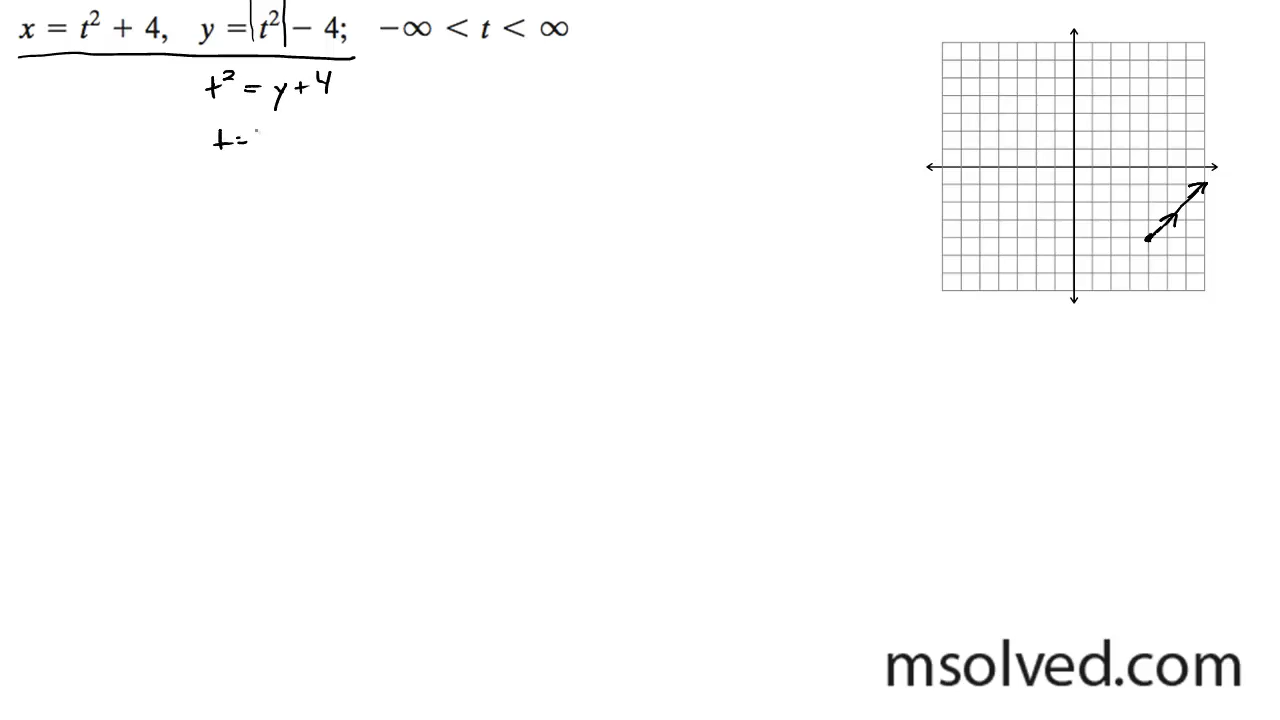 x = t² + 4, y = |t²| − 4; −∞ < t < ∞
t² = y + 4
t =
msolved.com